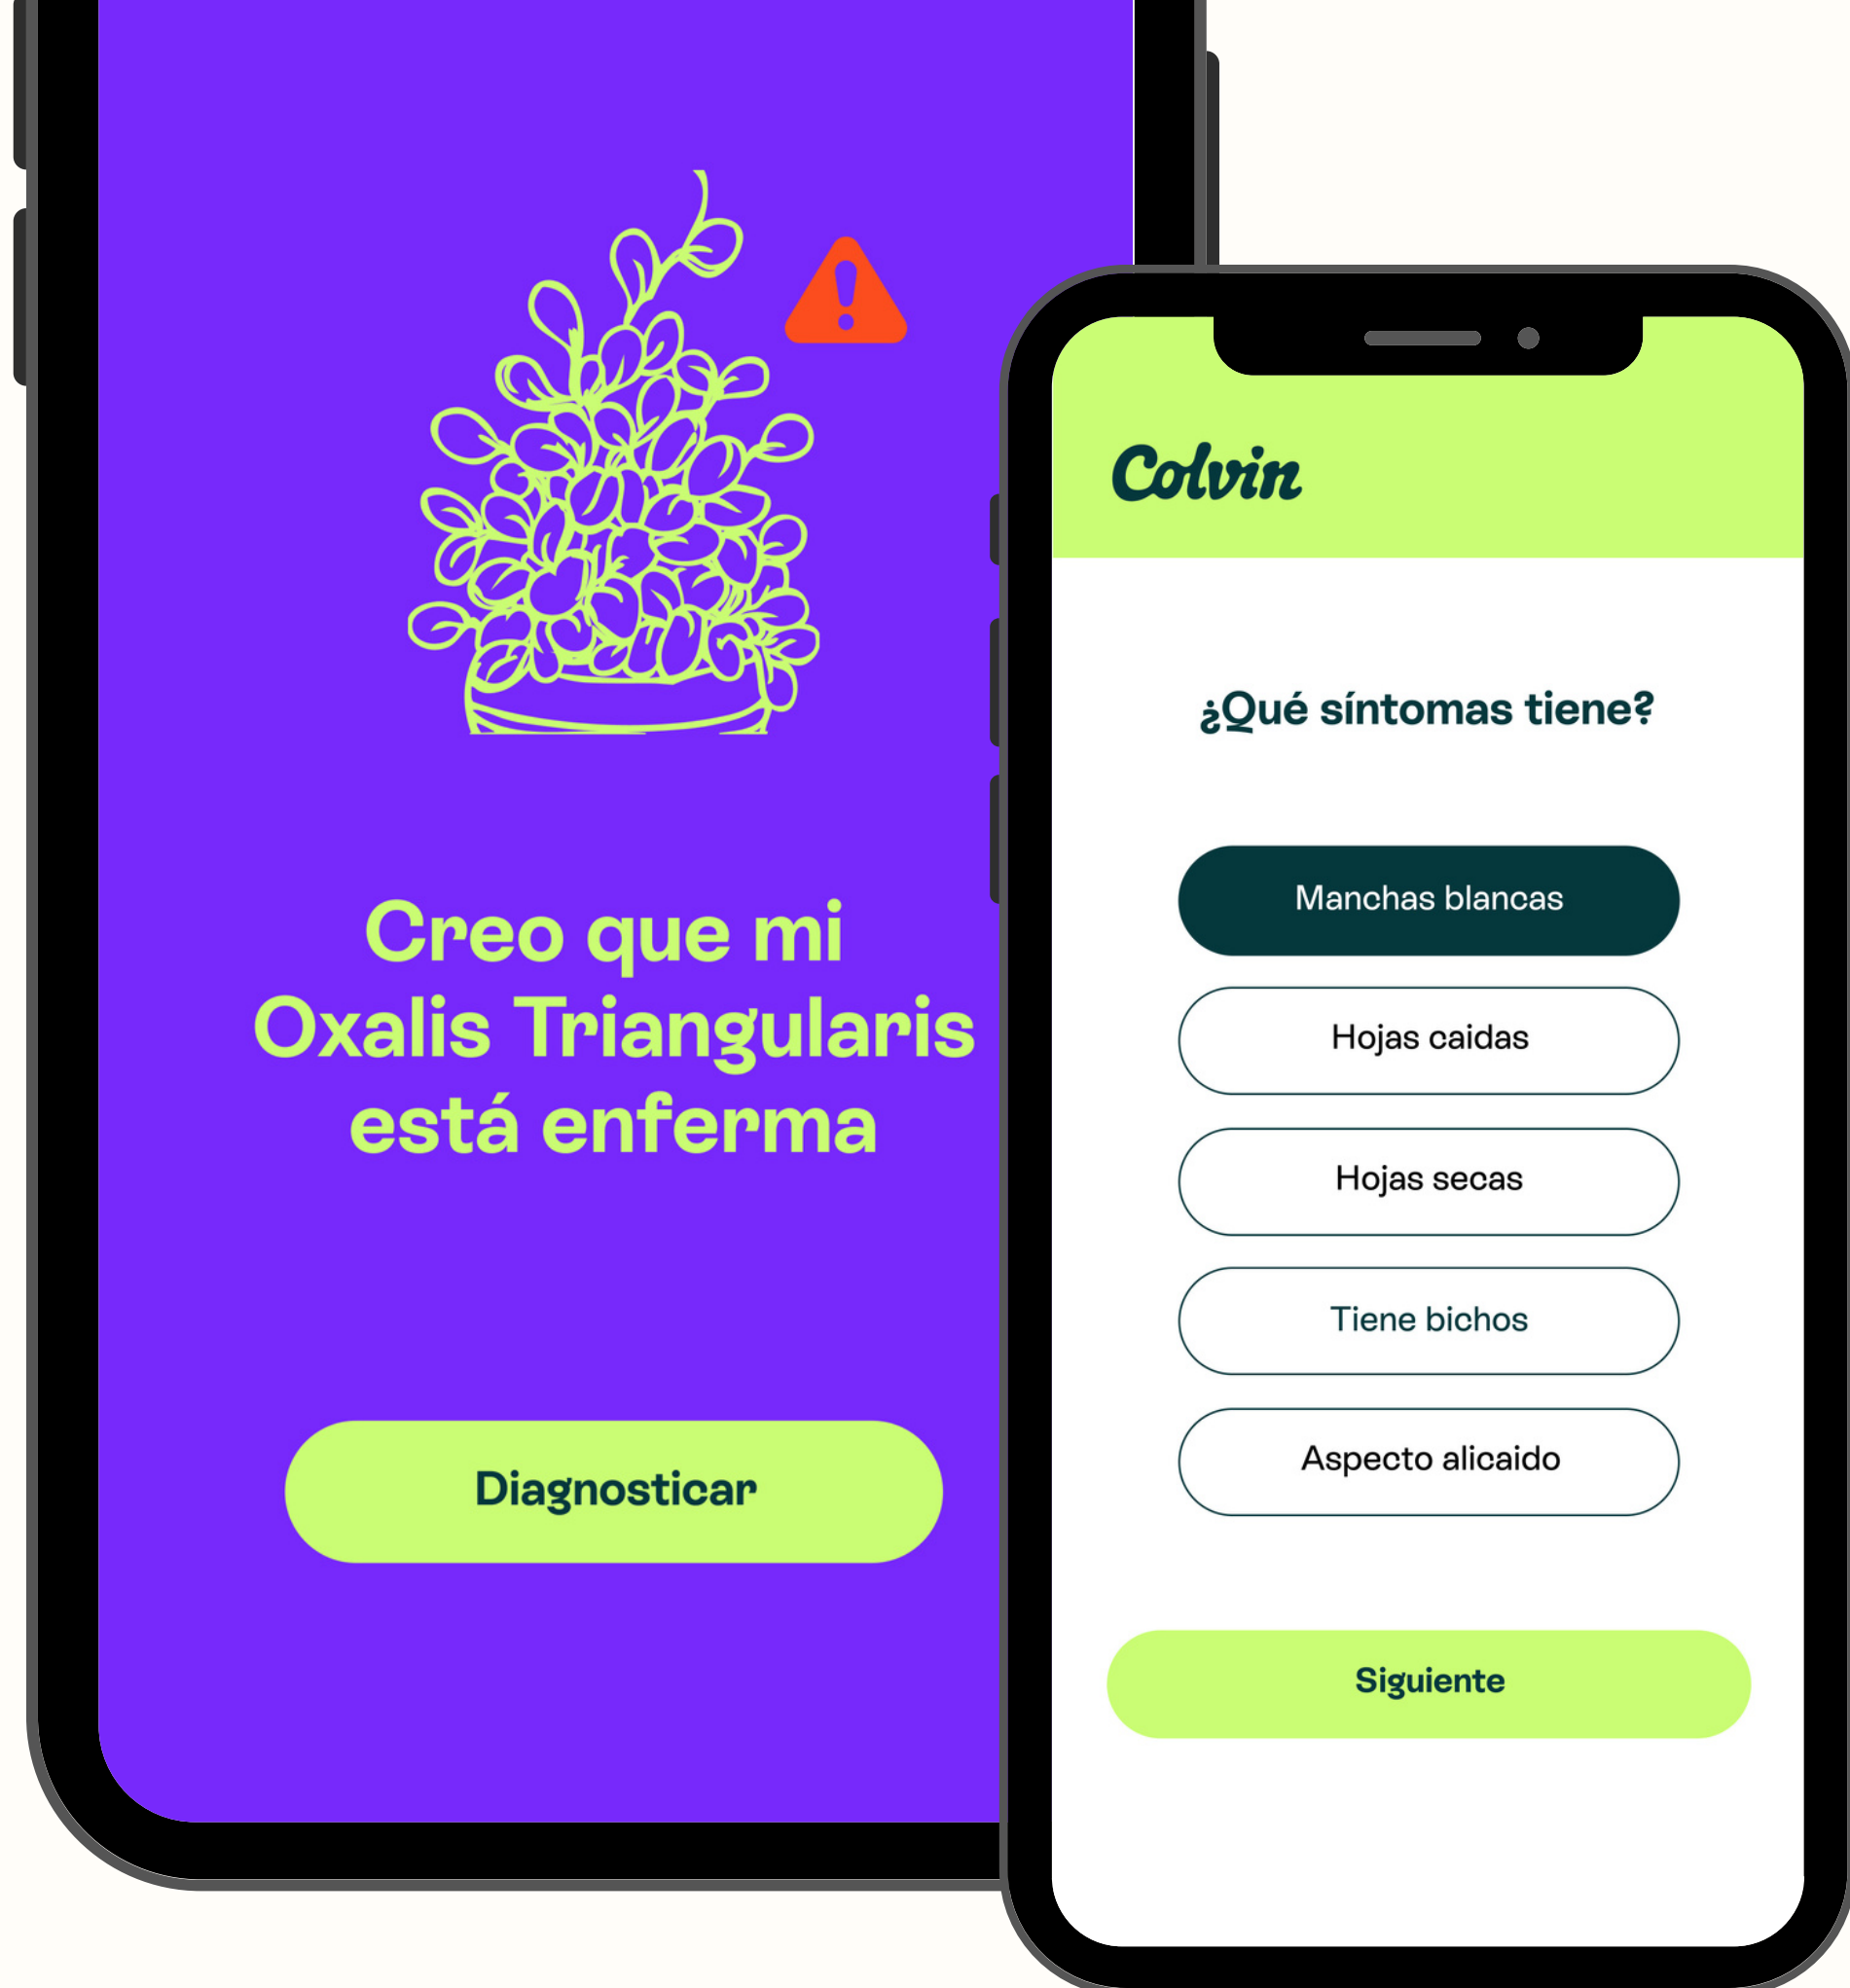 Creo que mi
Oxalis Triangularis
está enferma
Diagnosticar
Colvin
¿Qué síntomas tiene?
Manchas blancas
Hojas caidas
Hojas secas
Tiene bichos
Aspecto alicaido
Siguiente